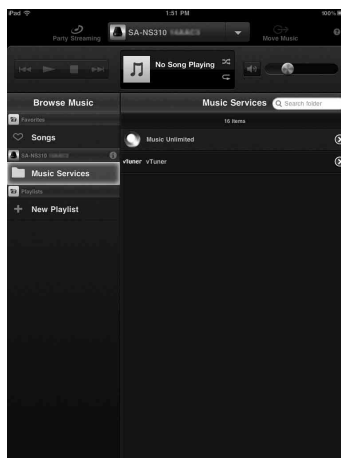 iPad 1:51 PM 100%
Party Streaming SA-NS310 Move Music
No Song Playing
Browse Music Music Services Search folder
Favorites 16 items
Songs Music Unlimited
SA-NS310
Music Services vTuner vTuner
Playlists
New Playlist